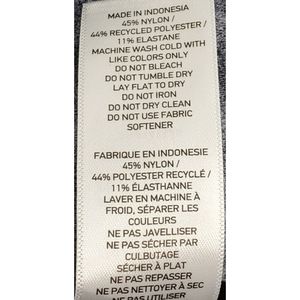 MADE IN INDONESIA
45% NYLON /
44% RECYCLED POLYESTER /
11% ELASTANE
MACHINE WASH COLD WITH
LIKE COLORS ONLY
DO NOT BLEACH
DO NOT TUMBLE DRY
LAY FLAT TO DRY
DO NOT IRON
DO NOT DRY CLEAN
DO NOT USE FABRIC
SOFTENER
FABRIQUE EN INDONESIE
45% NYLON /
44% POLYESTER RECYCLÉ /
11% ÉLASTHANNE
LAVER EN MACHINE À
FROID, SÉPARER LES
COULEURS
NE PAS JAVELLISER
NE PAS SÉCHER PAR
CULBUTAGE
SÉCHER À PLAT
NE PAS REPASSER
NE PAS NETTOYER À SEC
NE PAS UTILISER